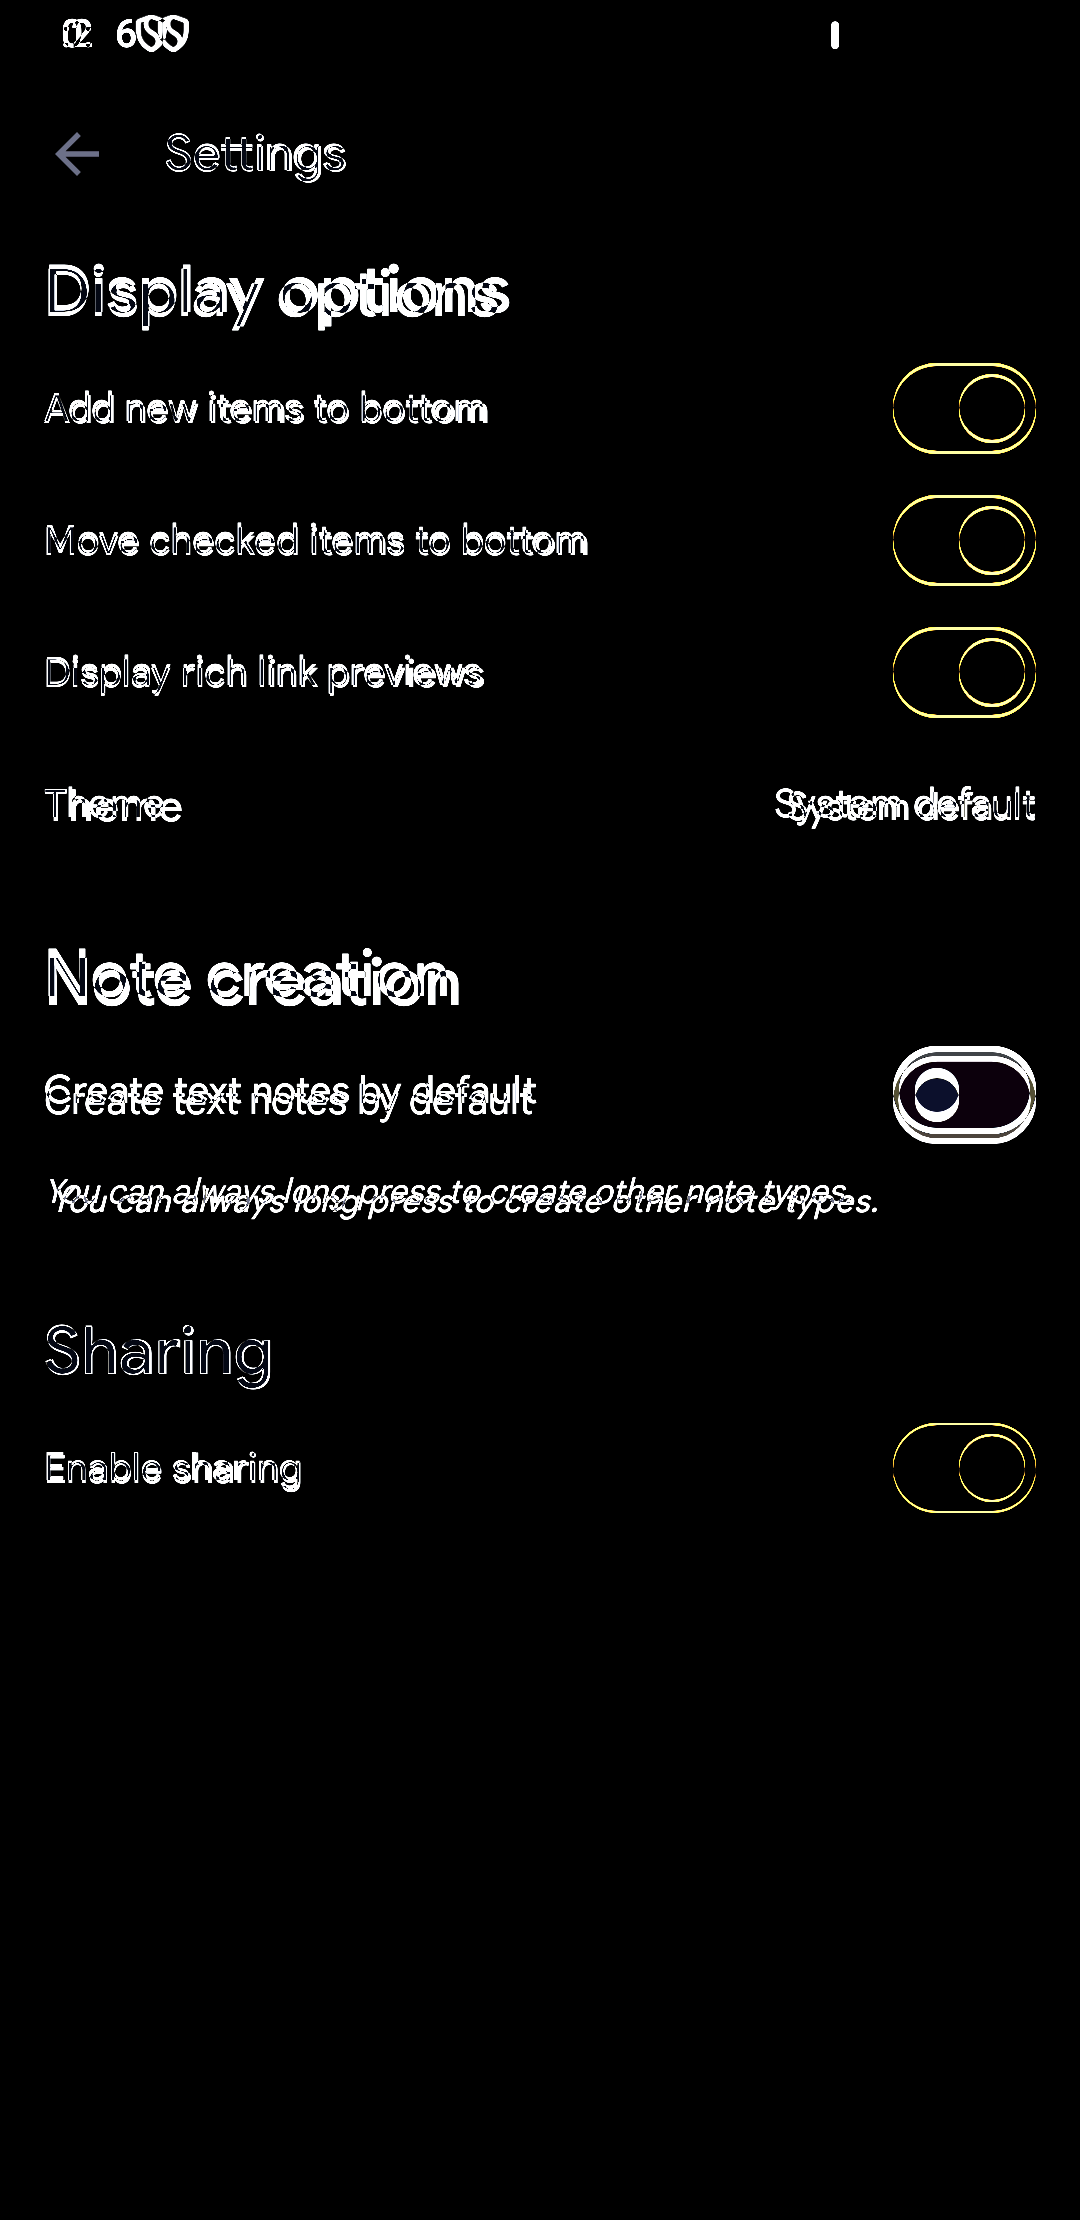 Settings
Display options
Add new items to bottom
Move checked items to bottom
Display rich link previews
Theme System default
Note creation
Create text notes by default
You can always long press to create other note types.
Sharing
Enable sharing